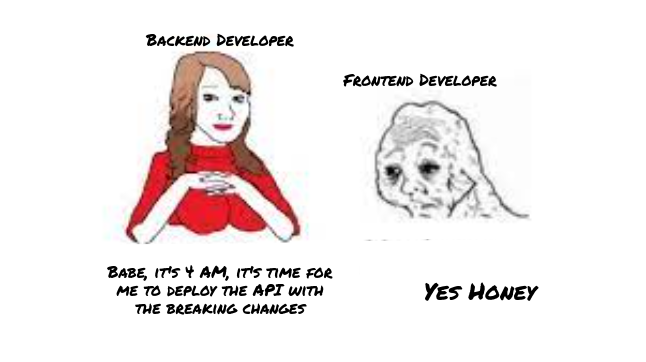 Backend Developer
Frontend Developer
Babe, it's 4 AM, it's time for
me to deploy the API with
the breaking changes
Yes Honey